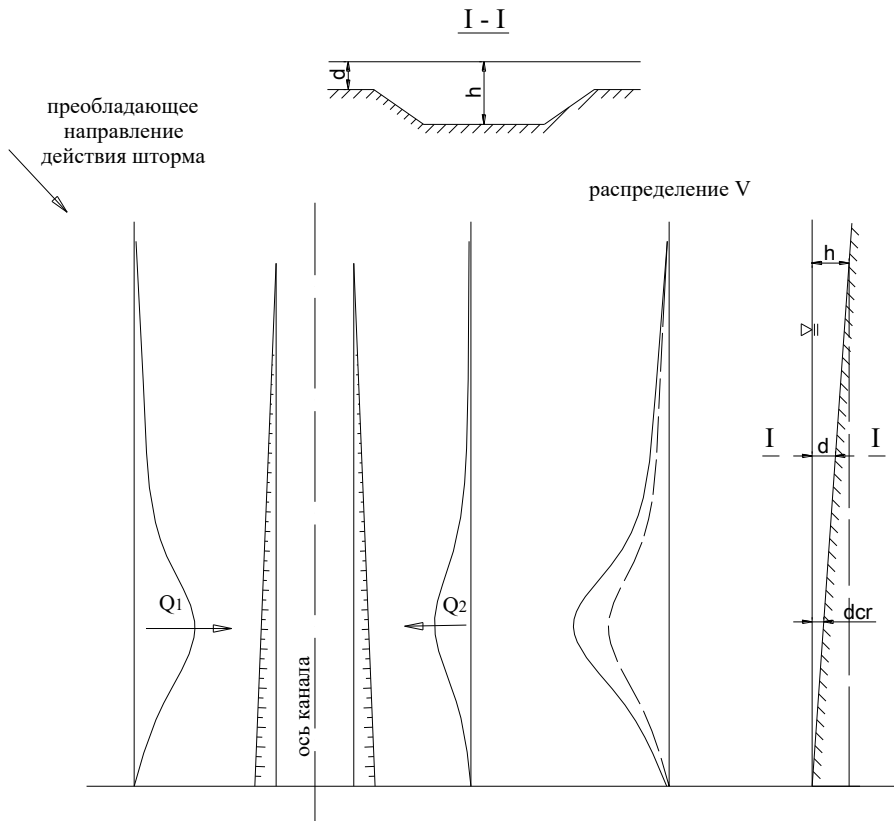 I - I
d
h
преобладающее
направление
действия шторма
распределение V
h
I
d
I
Q1
Q2
dcr
ось канала